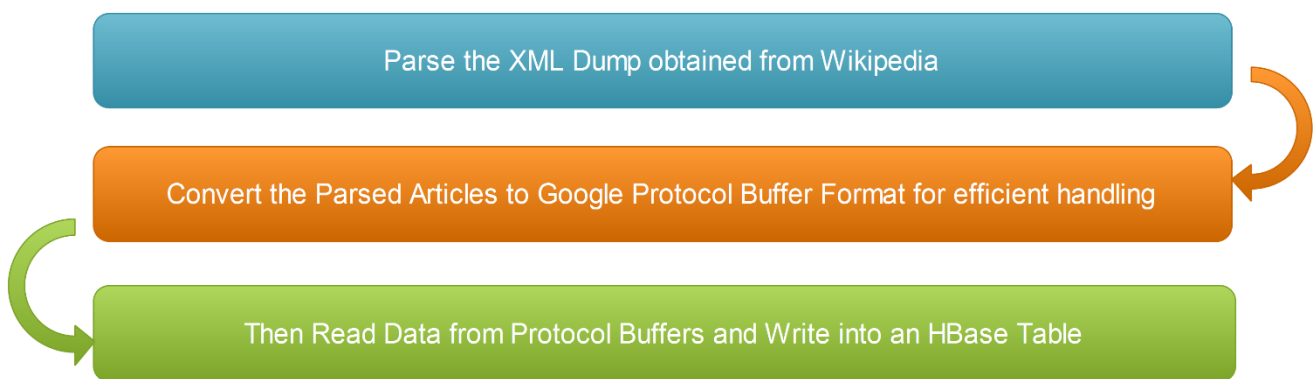 Parse the XML Dump obtained from Wikipedia
Convert the Parsed Articles to Google Protocol Buffer Format for efficient handling
Then Read Data from Protocol Buffers and Write into an HBase Table